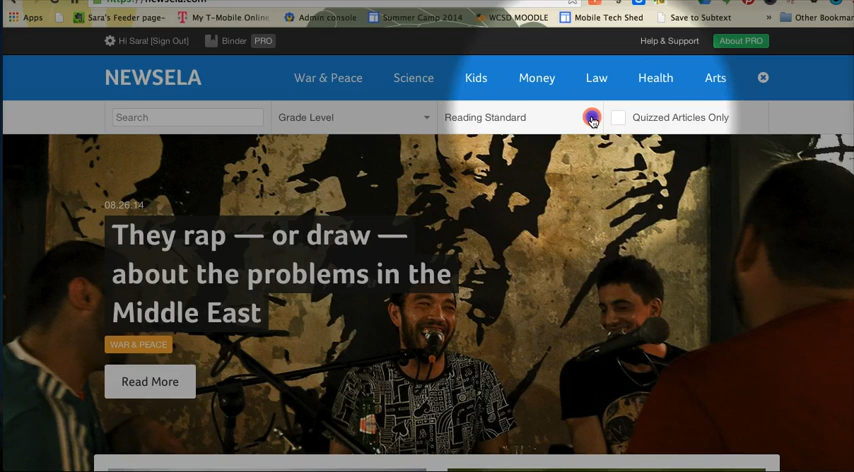 https://newsela.com
Apps Sara's Feeder page- My T-Mobile Online Admin console Summer Camp 2014 WCSD MOODLE Mobile Tech Shed Save to Subtext » Other Bookmar
Hi Sara! [Sign Out] Binder PRO Help & Support About PRO
NEWSELA War & Peace Science Kids Money Law Health Arts
Search Grade Level Reading Standard Quizzed Articles Only
08.26.14
They rap — or draw —
about the problems in the
Middle East
WAR & PEACE
Read More